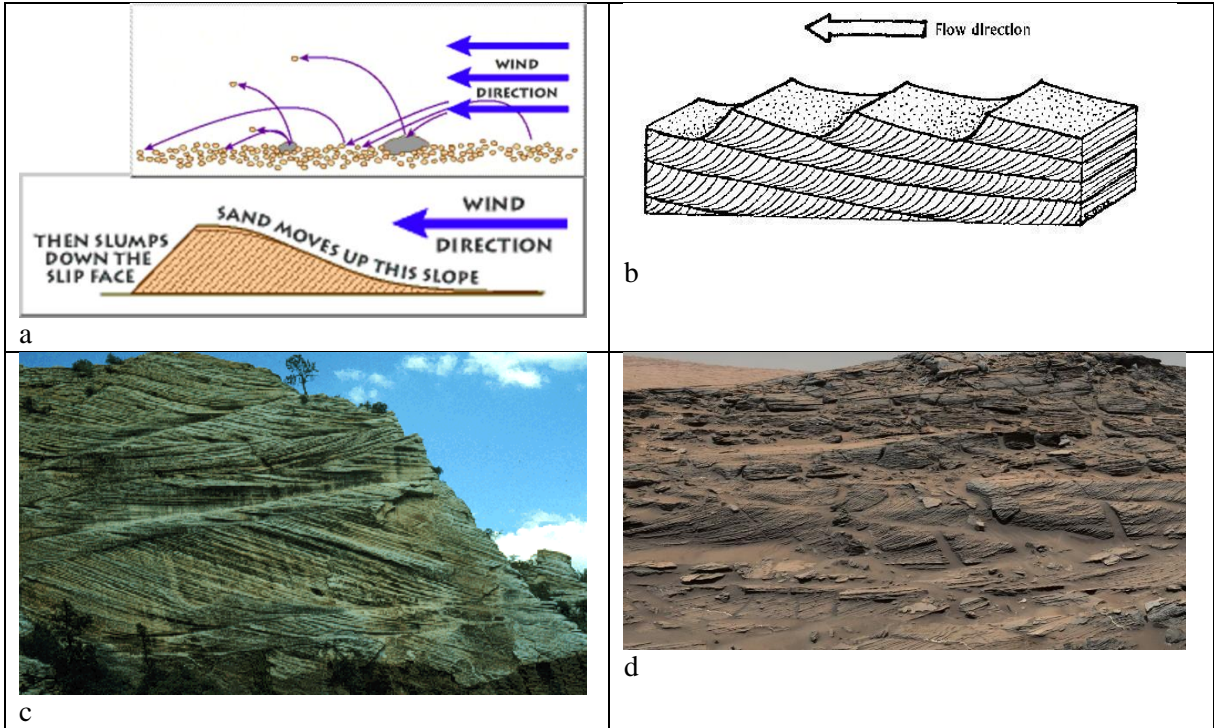 WIND
DIRECTION
WIND
DIRECTION
SAND MOVES UP THIS SLOPE
THEN SLUMPS
DOWN THE
SLIP FACE
a
Flow direction
b
c
d